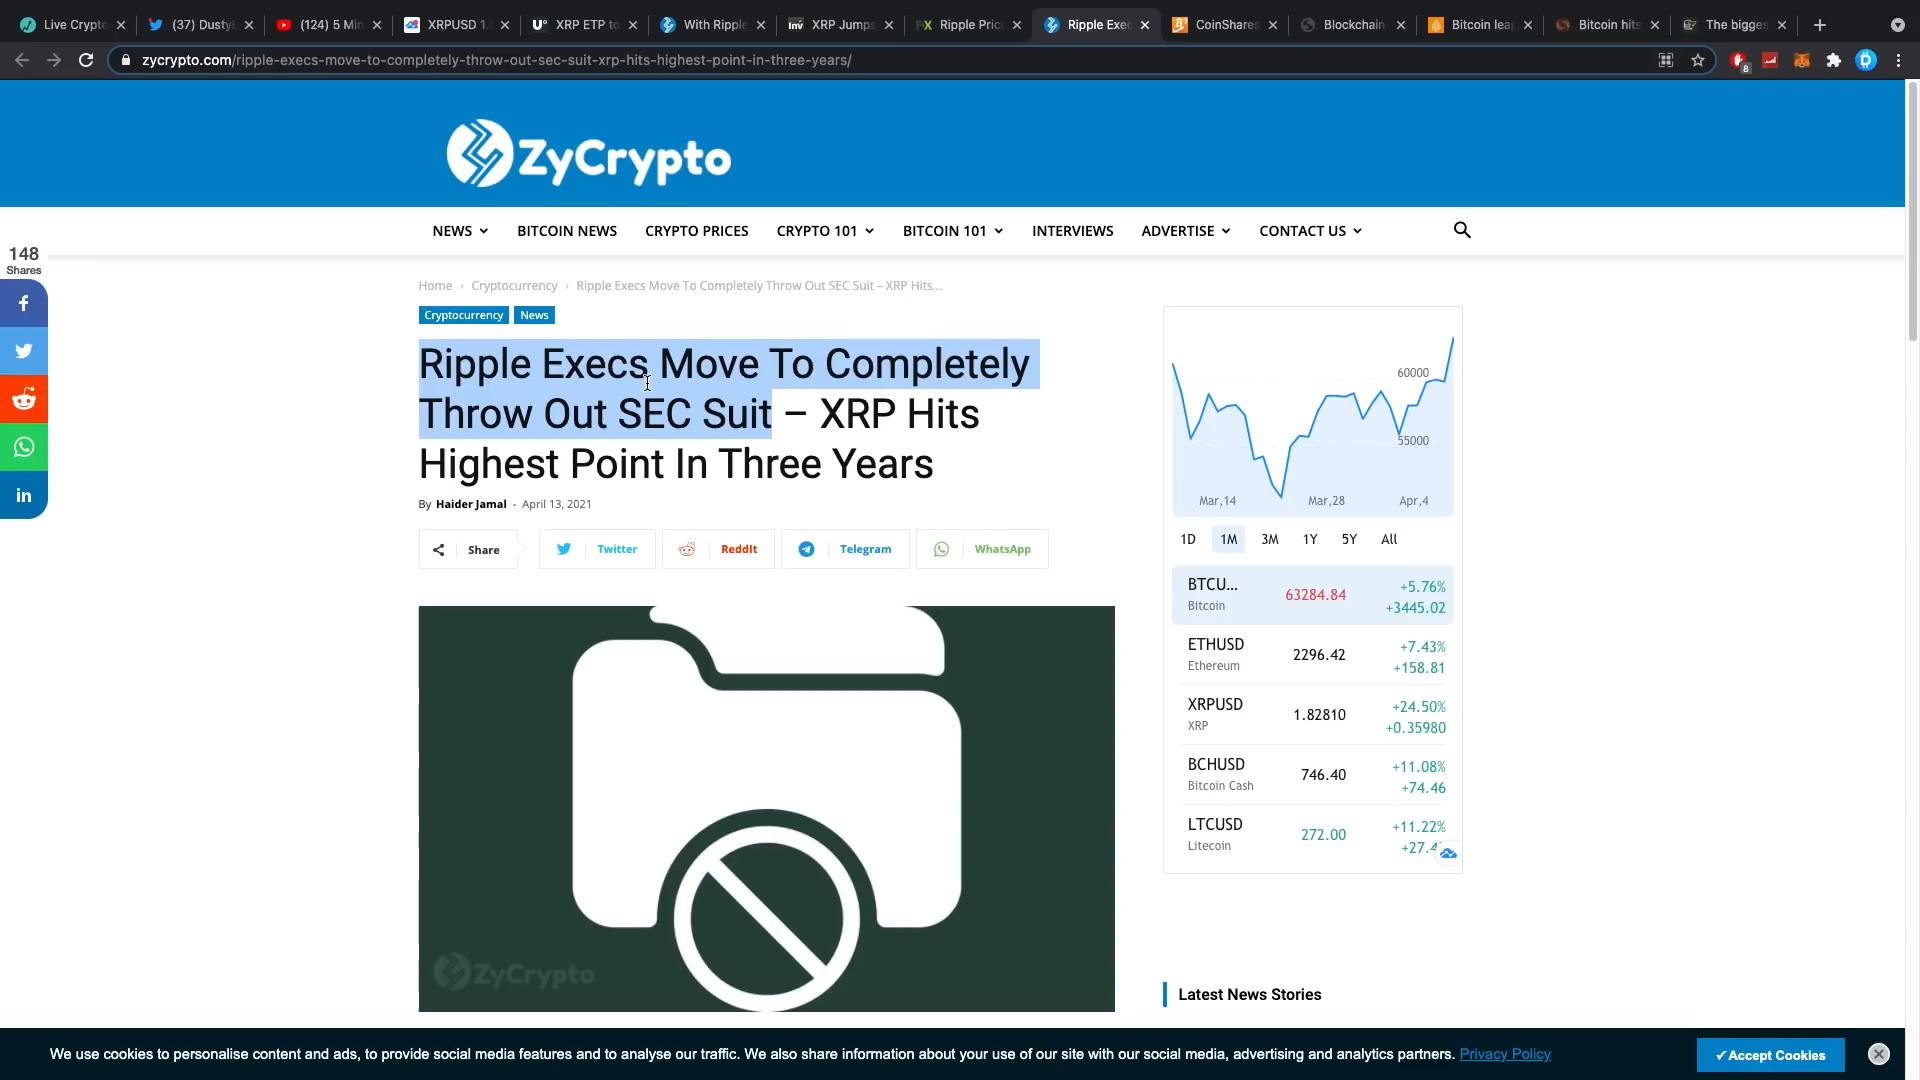 Live Crypto
(37) DustyB
(124) 5 Min
XRPUSD 1.
XRP ETP to
With Ripple
Inv
XRP Jumps
FX
Ripple Price
Ripple Exec
CoinShares
Blockchain
Bitcoin lea
Bitcoin hits
The bigges
zycrypto.com/ripple-execs-move-to-completely-throw-out-sec-suit-xrp-hits-highest-point-in-three-years/
8
ZyCrypto
NEWS
BITCOIN NEWS
CRYPTO PRICES
CRYPTO 101
BITCOIN 101
INTERVIEWS
ADVERTISE
CONTACT US
148
Shares
Home › Cryptocurrency › Ripple Execs Move To Completely Throw Out SEC Suit – XRP Hits...
Cryptocurrency News
Ripple Execs Move To Completely
Throw Out SEC Suit – XRP Hits
Highest Point In Three Years
By Haider Jamal - April 13, 2021
Share
Twitter
ReddIt
Telegram
WhatsApp
ZyCrypto
60000
55000
Mar,14 Mar,28 Apr,4
1D 1M 3M 1Y 5Y All
BTCU... 63284.84 +5.76%
Bitcoin +3445.02
ETHUSD 2296.42 +7.43%
Ethereum +158.81
XRPUSD 1.82810 +24.50%
XRP +0.35980
BCHUSD 746.40 +11.08%
Bitcoin Cash +74.46
LTCUSD 272.00 +11.22%
Litecoin
Latest News Stories
We use cookies to personalise content and ads, to provide social media features and to analyse our traffic. We also share information about your use of our site with our social media, advertising and analytics partners. Privacy Policy
✓Accept Cookies